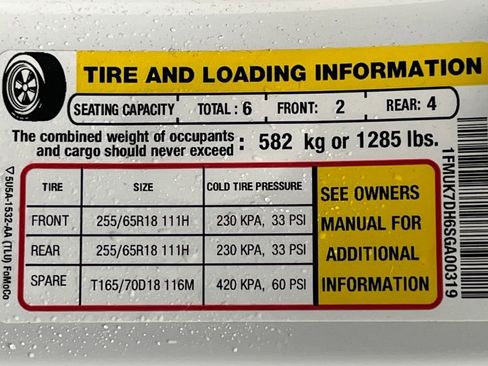 TIRE AND LOADING INFORMATION
SEATING CAPACITY TOTAL : 6 FRONT: 2 REAR: 4
The combined weight of occupants
and cargo should never exceed : 582 kg or 1285 lbs.
TIRE SIZE COLD TIRE PRESSURE
FRONT 255/65R18 111H 230 KPA, 33 PSI
REAR 255/65R18 111H 230 KPA, 33 PSI
SPARE T165/70D18 116M 420 KPA, 60 PSI
SEE OWNERS
MANUAL FOR
ADDITIONAL
INFORMATION
5U5A-1532-AA (TLU) FoMoCo
1FMUK7DH6SGA00319